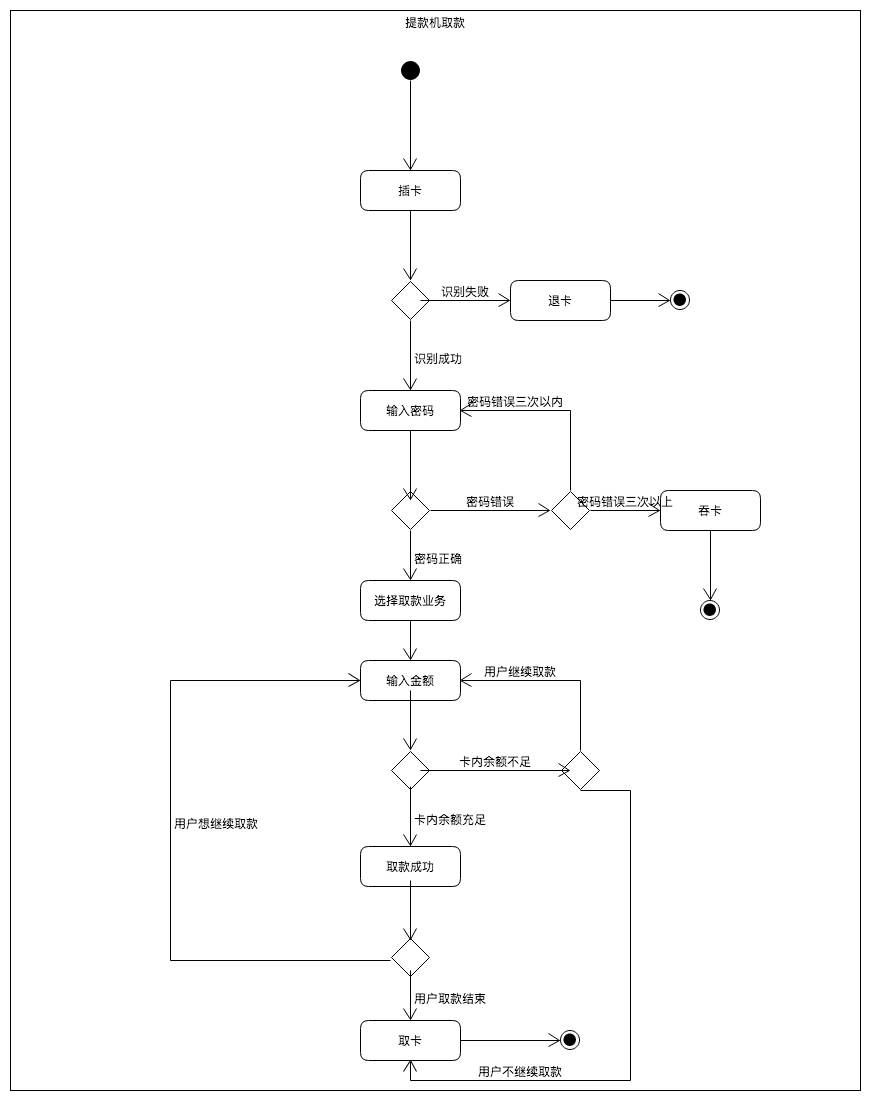 提款机取款
插卡
识别失败
退卡
识别成功
密码错误三次以内
输入密码
密码错误
密码错误三次以上
吞卡
密码正确
选择取款业务
用户继续取款
输入金额
卡内余额不足
卡内余额充足
用户想继续取款
取款成功
用户取款结束
取卡
用户不继续取款